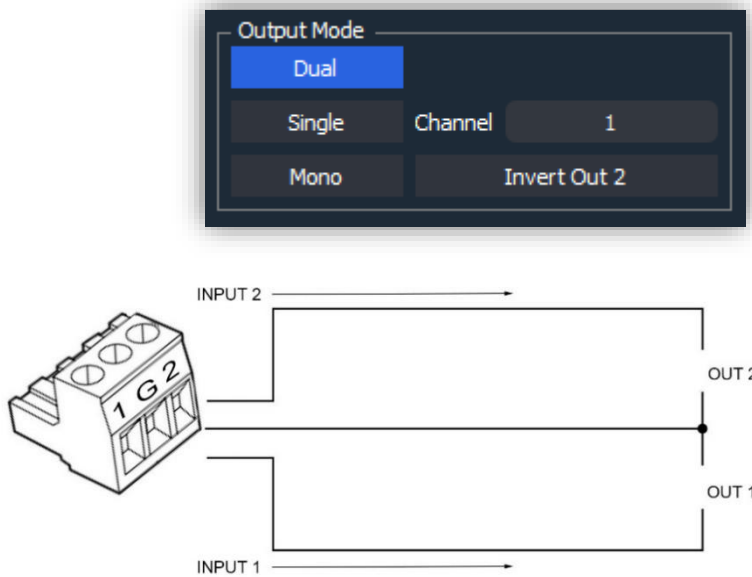 Output Mode
Dual
Single Channel 1
Mono Invert Out 2
INPUT 2
1 G 2
OUT 2
OUT 1
INPUT 1